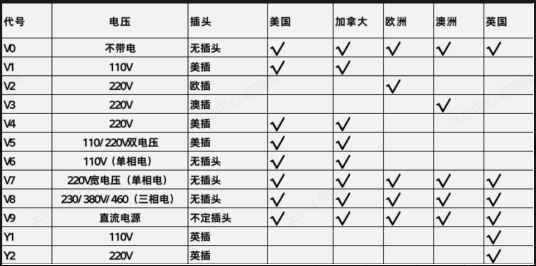 代号 电压 插头 美国 加拿大 欧洲 澳洲 英国
V0 不带电 无插头 √ √ √ √ √
V1 110V 美插 √ √
V2 220V 欧插 √
V3 220V 澳插 √
V4 220V 美插 √ √
V5 110/220V双电压 美插 √ √
V6 110V（单相电） 无插头 √ √
V7 220V宽电压（单相电） 无插头 √ √ √ √ √
V8 230/380V/460（三相电） 无插头 √ √ √ √ √
V9 直流电源 不定插头 √ √ √ √ √
Y1 110V 英插 √
Y2 220V 英插 √